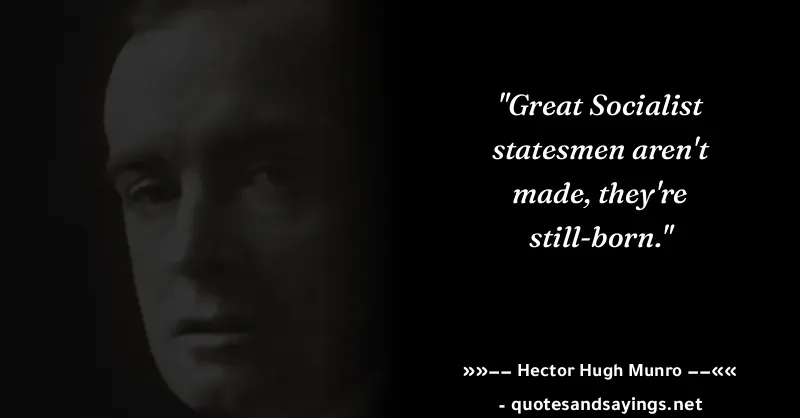 "Great Socialist
statesmen aren't
made, they're
still-born."
»»–– Hector Hugh Munro ––««
- quotesandsayings.net